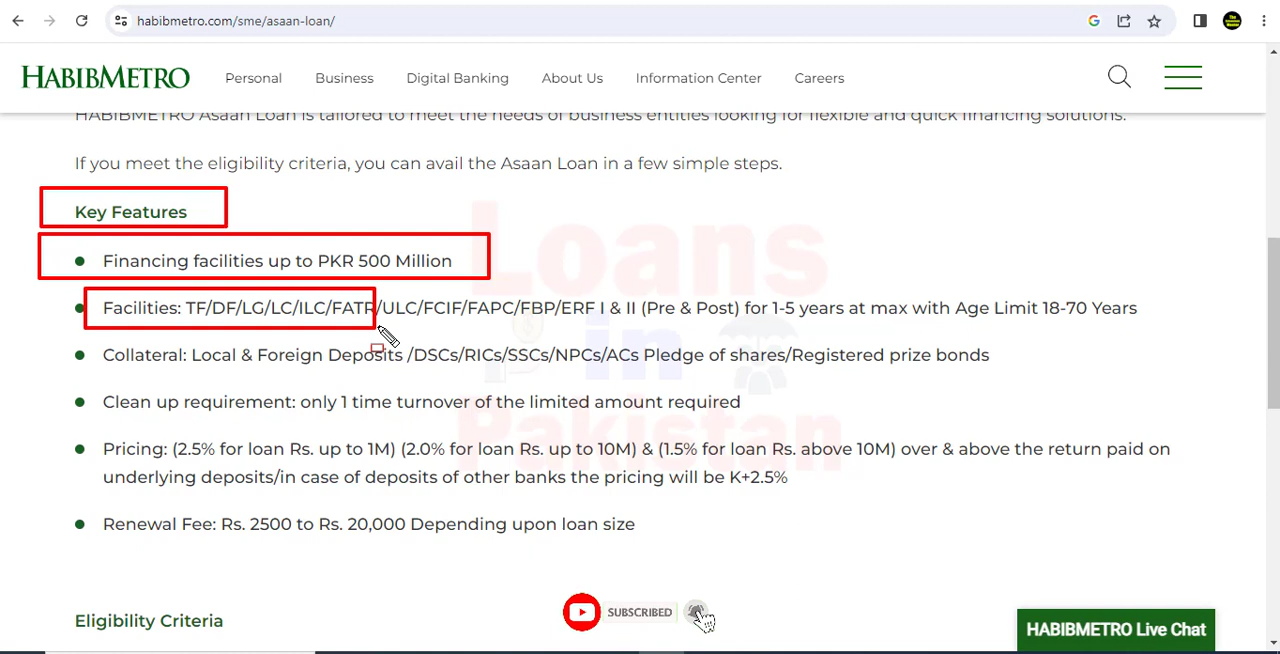 habibmetro.com/sme/asaan-loan/
HABIBMETRO Personal Business Digital Banking About Us Information Center Careers
HABIBMETRO Asaan Loan is tailored to meet the needs of business entities looking for flexible and quick financing solutions.
If you meet the eligibility criteria, you can avail the Asaan Loan in a few simple steps.
Key Features
Financing facilities up to PKR 500 Million
Facilities: TF/DF/LG/LC/ILC/FATR/ULC/FCIF/FAPC/FBP/ERF I & II (Pre & Post) for 1-5 years at max with Age Limit 18-70 Years
Collateral: Local & Foreign Deposits /DSCs/RICs/SSCs/NPCs/ACs Pledge of shares/Registered prize bonds
Clean up requirement: only 1 time turnover of the limited amount required
Pricing: (2.5% for loan Rs. up to 1M) (2.0% for loan Rs. up to 10M) & (1.5% for loan Rs. above 10M) over & above the return paid on
underlying deposits/in case of deposits of other banks the pricing will be K+2.5%
Renewal Fee: Rs. 2500 to Rs. 20,000 Depending upon loan size
Loans
in
Pakistan
SUBSCRIBED
Eligibility Criteria
HABIBMETRO Live Chat